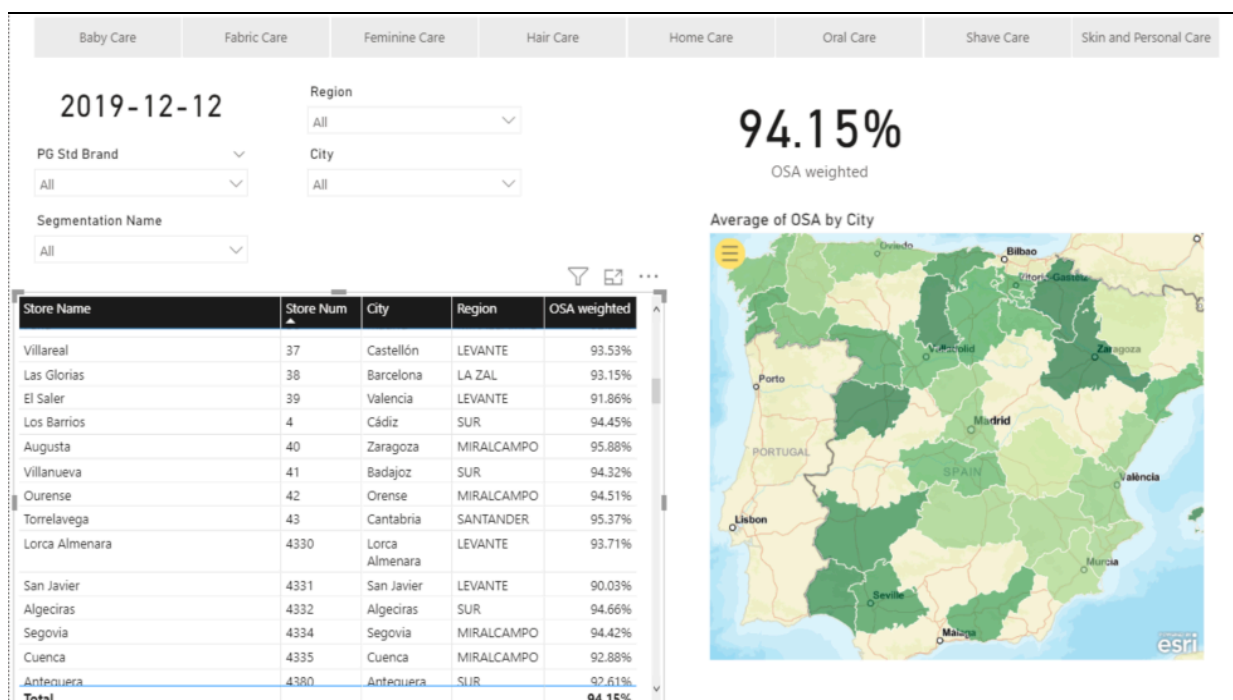 Baby Care Fabric Care Feminine Care Hair Care Home Care Oral Care Shave Care Skin and Personal Care
2019-12-12
Region
All
PG Std Brand
All
City
All
Segmentation Name
All
94.15%
OSA weighted
Average of OSA by City
Store Name Store Num City Region OSA weighted
Villareal 37 Castellón LEVANTE 93.53%
Las Glorias 38 Barcelona LA ZAL 93.15%
El Saler 39 Valencia LEVANTE 91.86%
Los Barrios 4 Cádiz SUR 94.45%
Augusta 40 Zaragoza MIRALCAMPO 95.88%
Villanueva 41 Badajoz SUR 94.32%
Ourense 42 Orense MIRALCAMPO 94.51%
Torrelavega 43 Cantabria SANTANDER 95.37%
Lorca Almenara 4330 Lorca LEVANTE 93.71%
Almenara
San Javier 4331 San Javier LEVANTE 90.03%
Algeciras 4332 Algeciras SUR 94.66%
Segovia 4334 Segovia MIRALCAMPO 94.42%
Cuenca 4335 Cuenca MIRALCAMPO 92.88%
Antequera 4380 Antequera SUR 92.61%
Total 94.15%
Oviedo
Bilbao
Vitoria-Gasteiz
Valladolid
Zaragoza
Porto
Madrid
PORTUGAL
SPAIN
València
Lisbon
Murcia
Seville
Malaga
esri